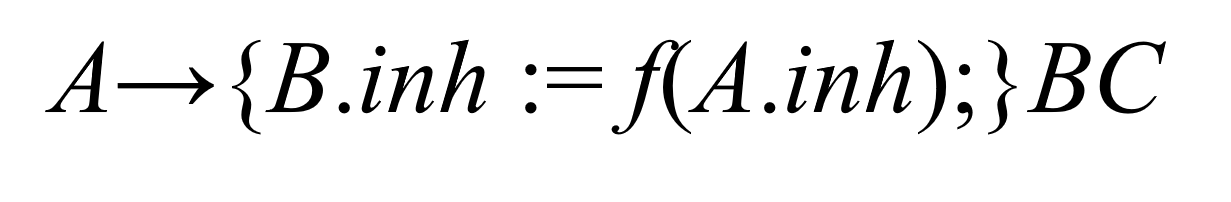 A→{B.inh := f(A.inh);}BC